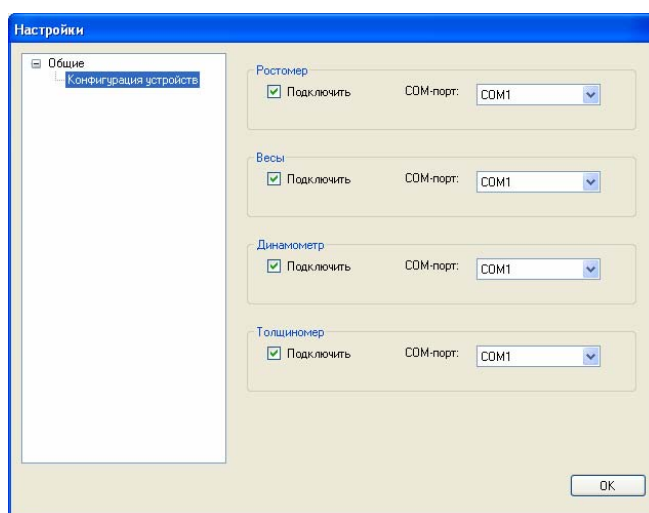 Настройки
Общие
Конфигурация устройств
Ростомер
Подключить COM-порт: COM1
Весы
Подключить COM-порт: COM1
Динамометр
Подключить COM-порт: COM1
Толщиномер
Подключить COM-порт: COM1
OK